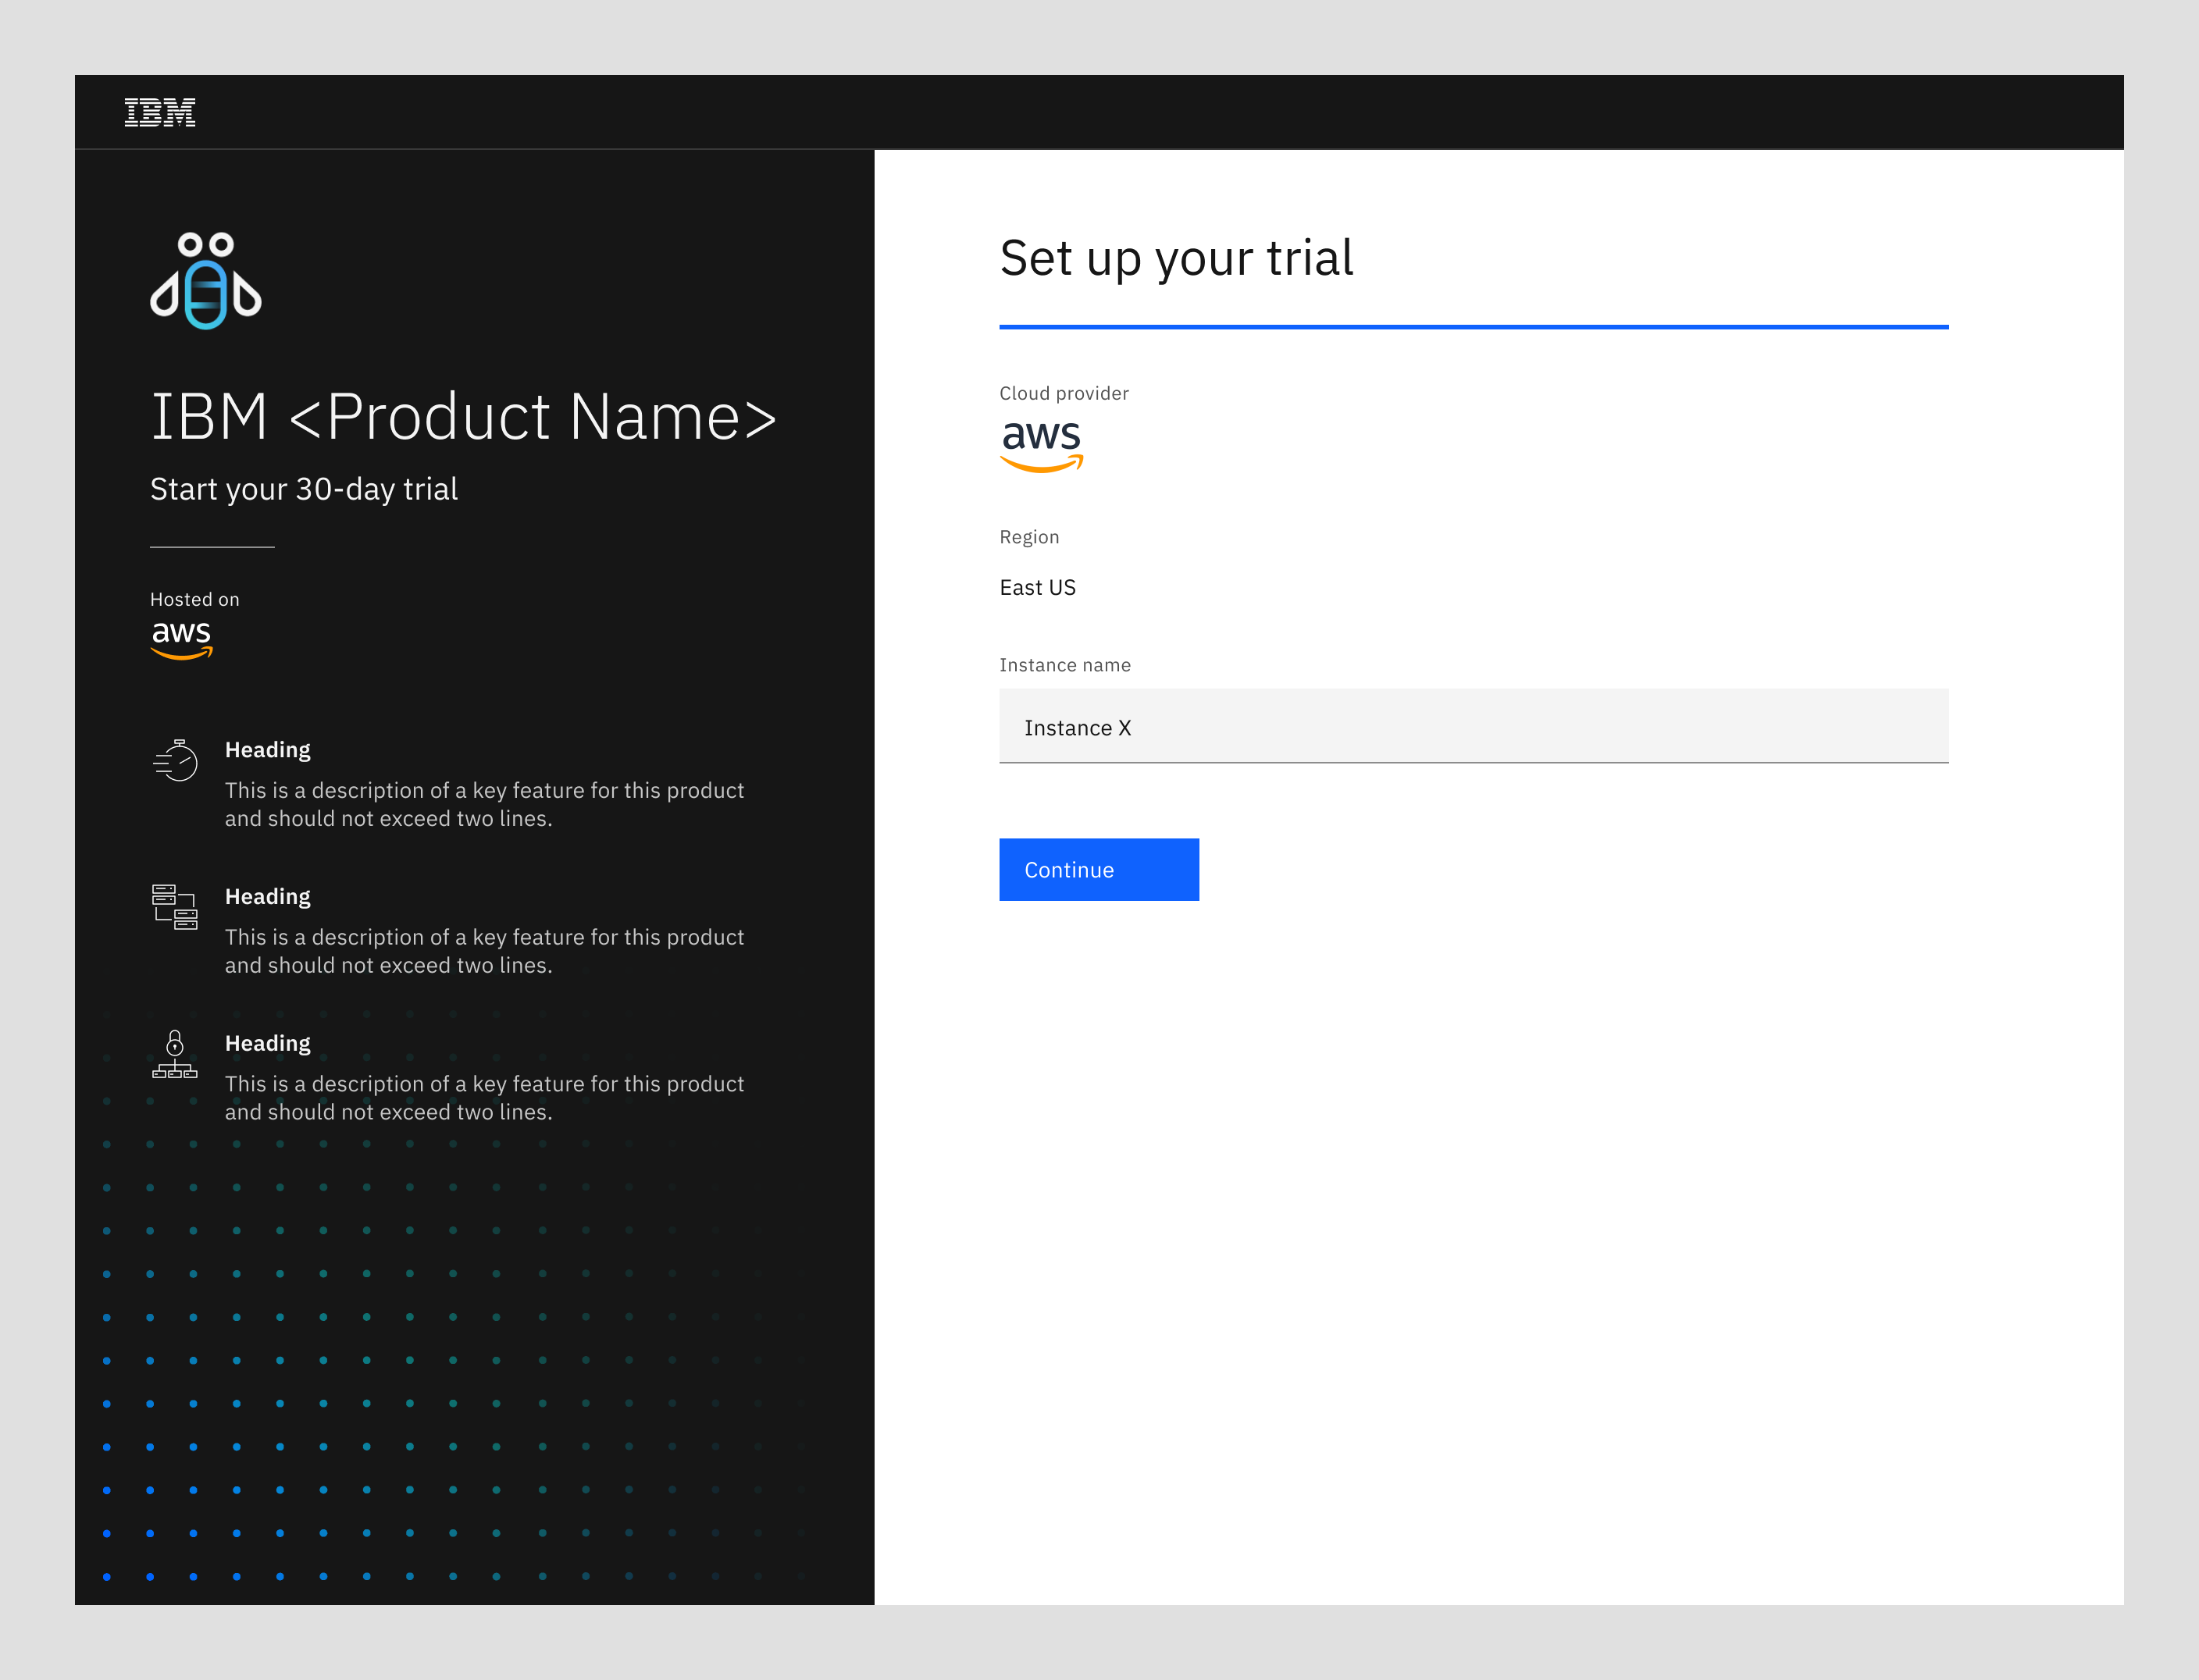 IBM
IBM <Product Name>
Start your 30-day trial
Hosted on
aws
Heading
This is a description of a key feature for this product
and should not exceed two lines.
Heading
This is a description of a key feature for this product
and should not exceed two lines.
Heading
This is a description of a key feature for this product
and should not exceed two lines.
Set up your trial
Cloud provider
aws
Region
East US
Instance name
Instance X
Continue